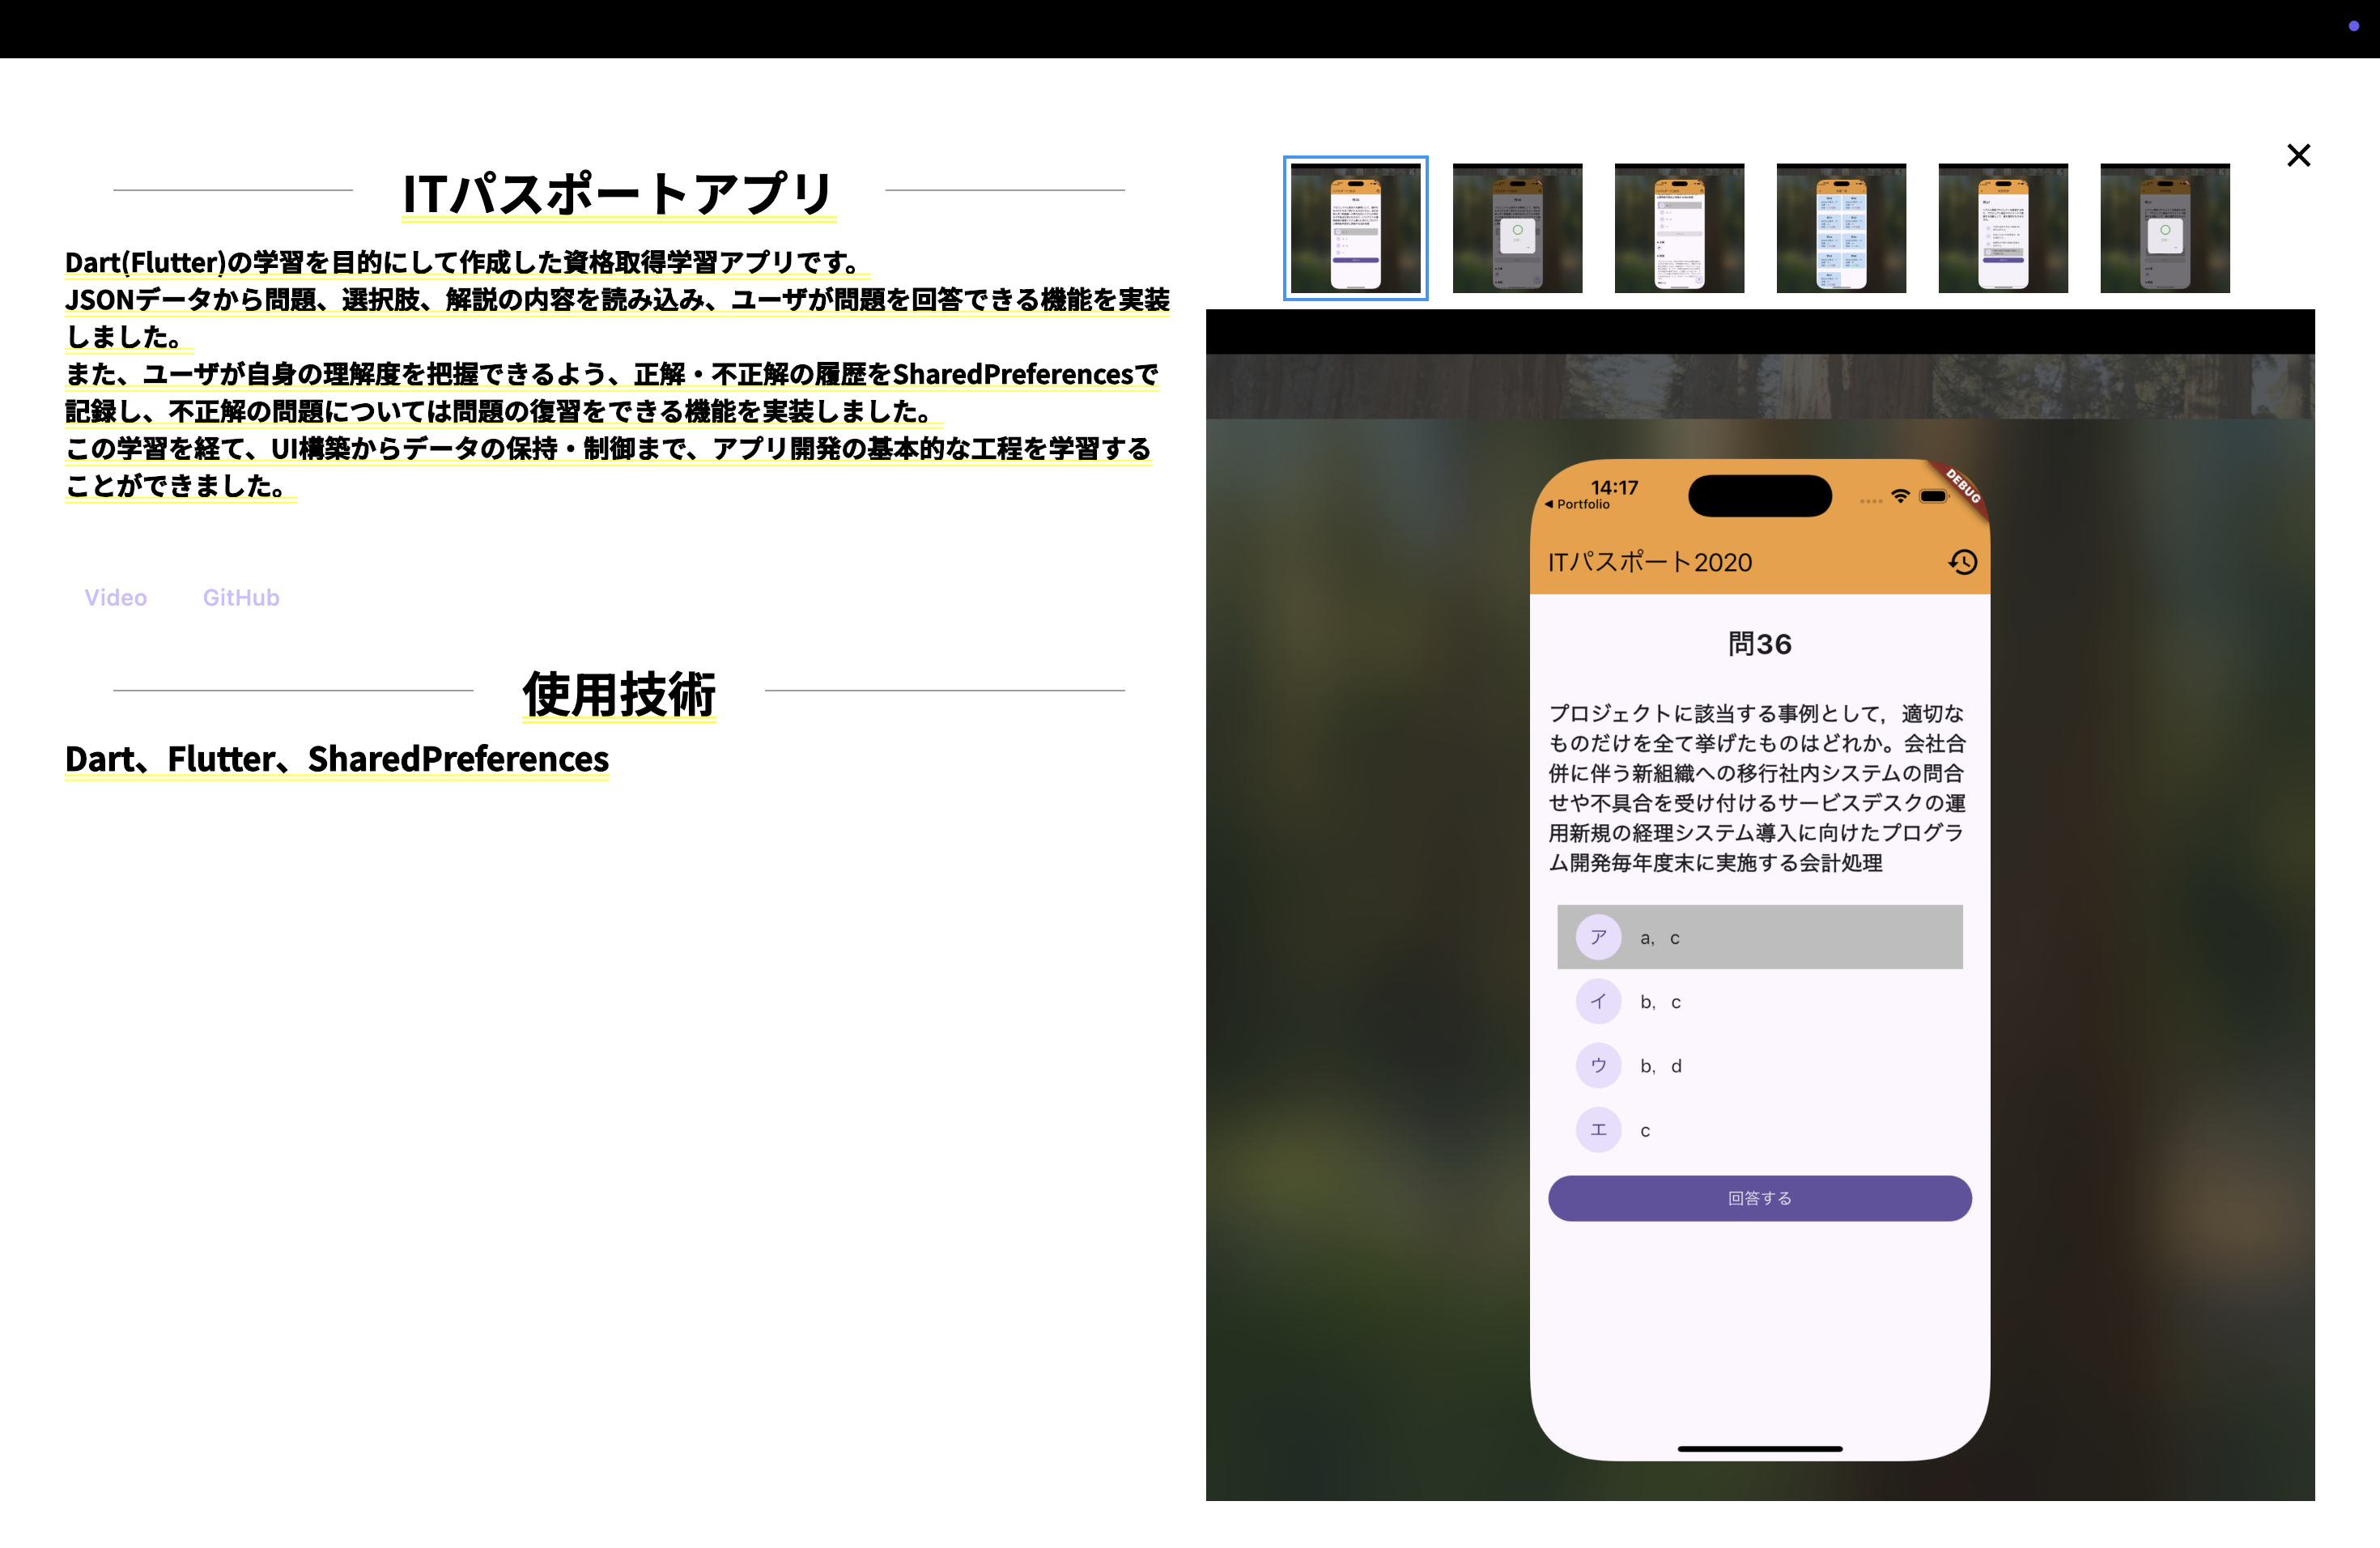 ITパスポートアプリ
Dart(Flutter)の学習を目的にして作成した資格取得学習アプリです。
JSONデータから問題、選択肢、解説の内容を読み込み、ユーザが問題を回答できる機能を実装
しました。
また、ユーザが自身の理解度を把握できるよう、正解・不正解の履歴をSharedPreferencesで
記録し、不正解の問題については問題の復習をできる機能を実装しました。
この学習を経て、UI構築からデータの保持・制御まで、アプリ開発の基本的な工程を学習する
ことができました。
Video GitHub
使用技術
Dart、Flutter、SharedPreferences
14:17
◀ Portfolio
DEBUG
ITパスポート2020
問36
プロジェクトに該当する事例として，適切な
ものだけを全て挙げたものはどれか。会社合
併に伴う新組織への移行社内システムの問合
せや不具合を受け付けるサービスデスクの運
用新規の経理システム導入に向けたプログラ
ム開発毎年度末に実施する会計処理
ア a，c
イ b，c
ウ b，d
エ c
回答する